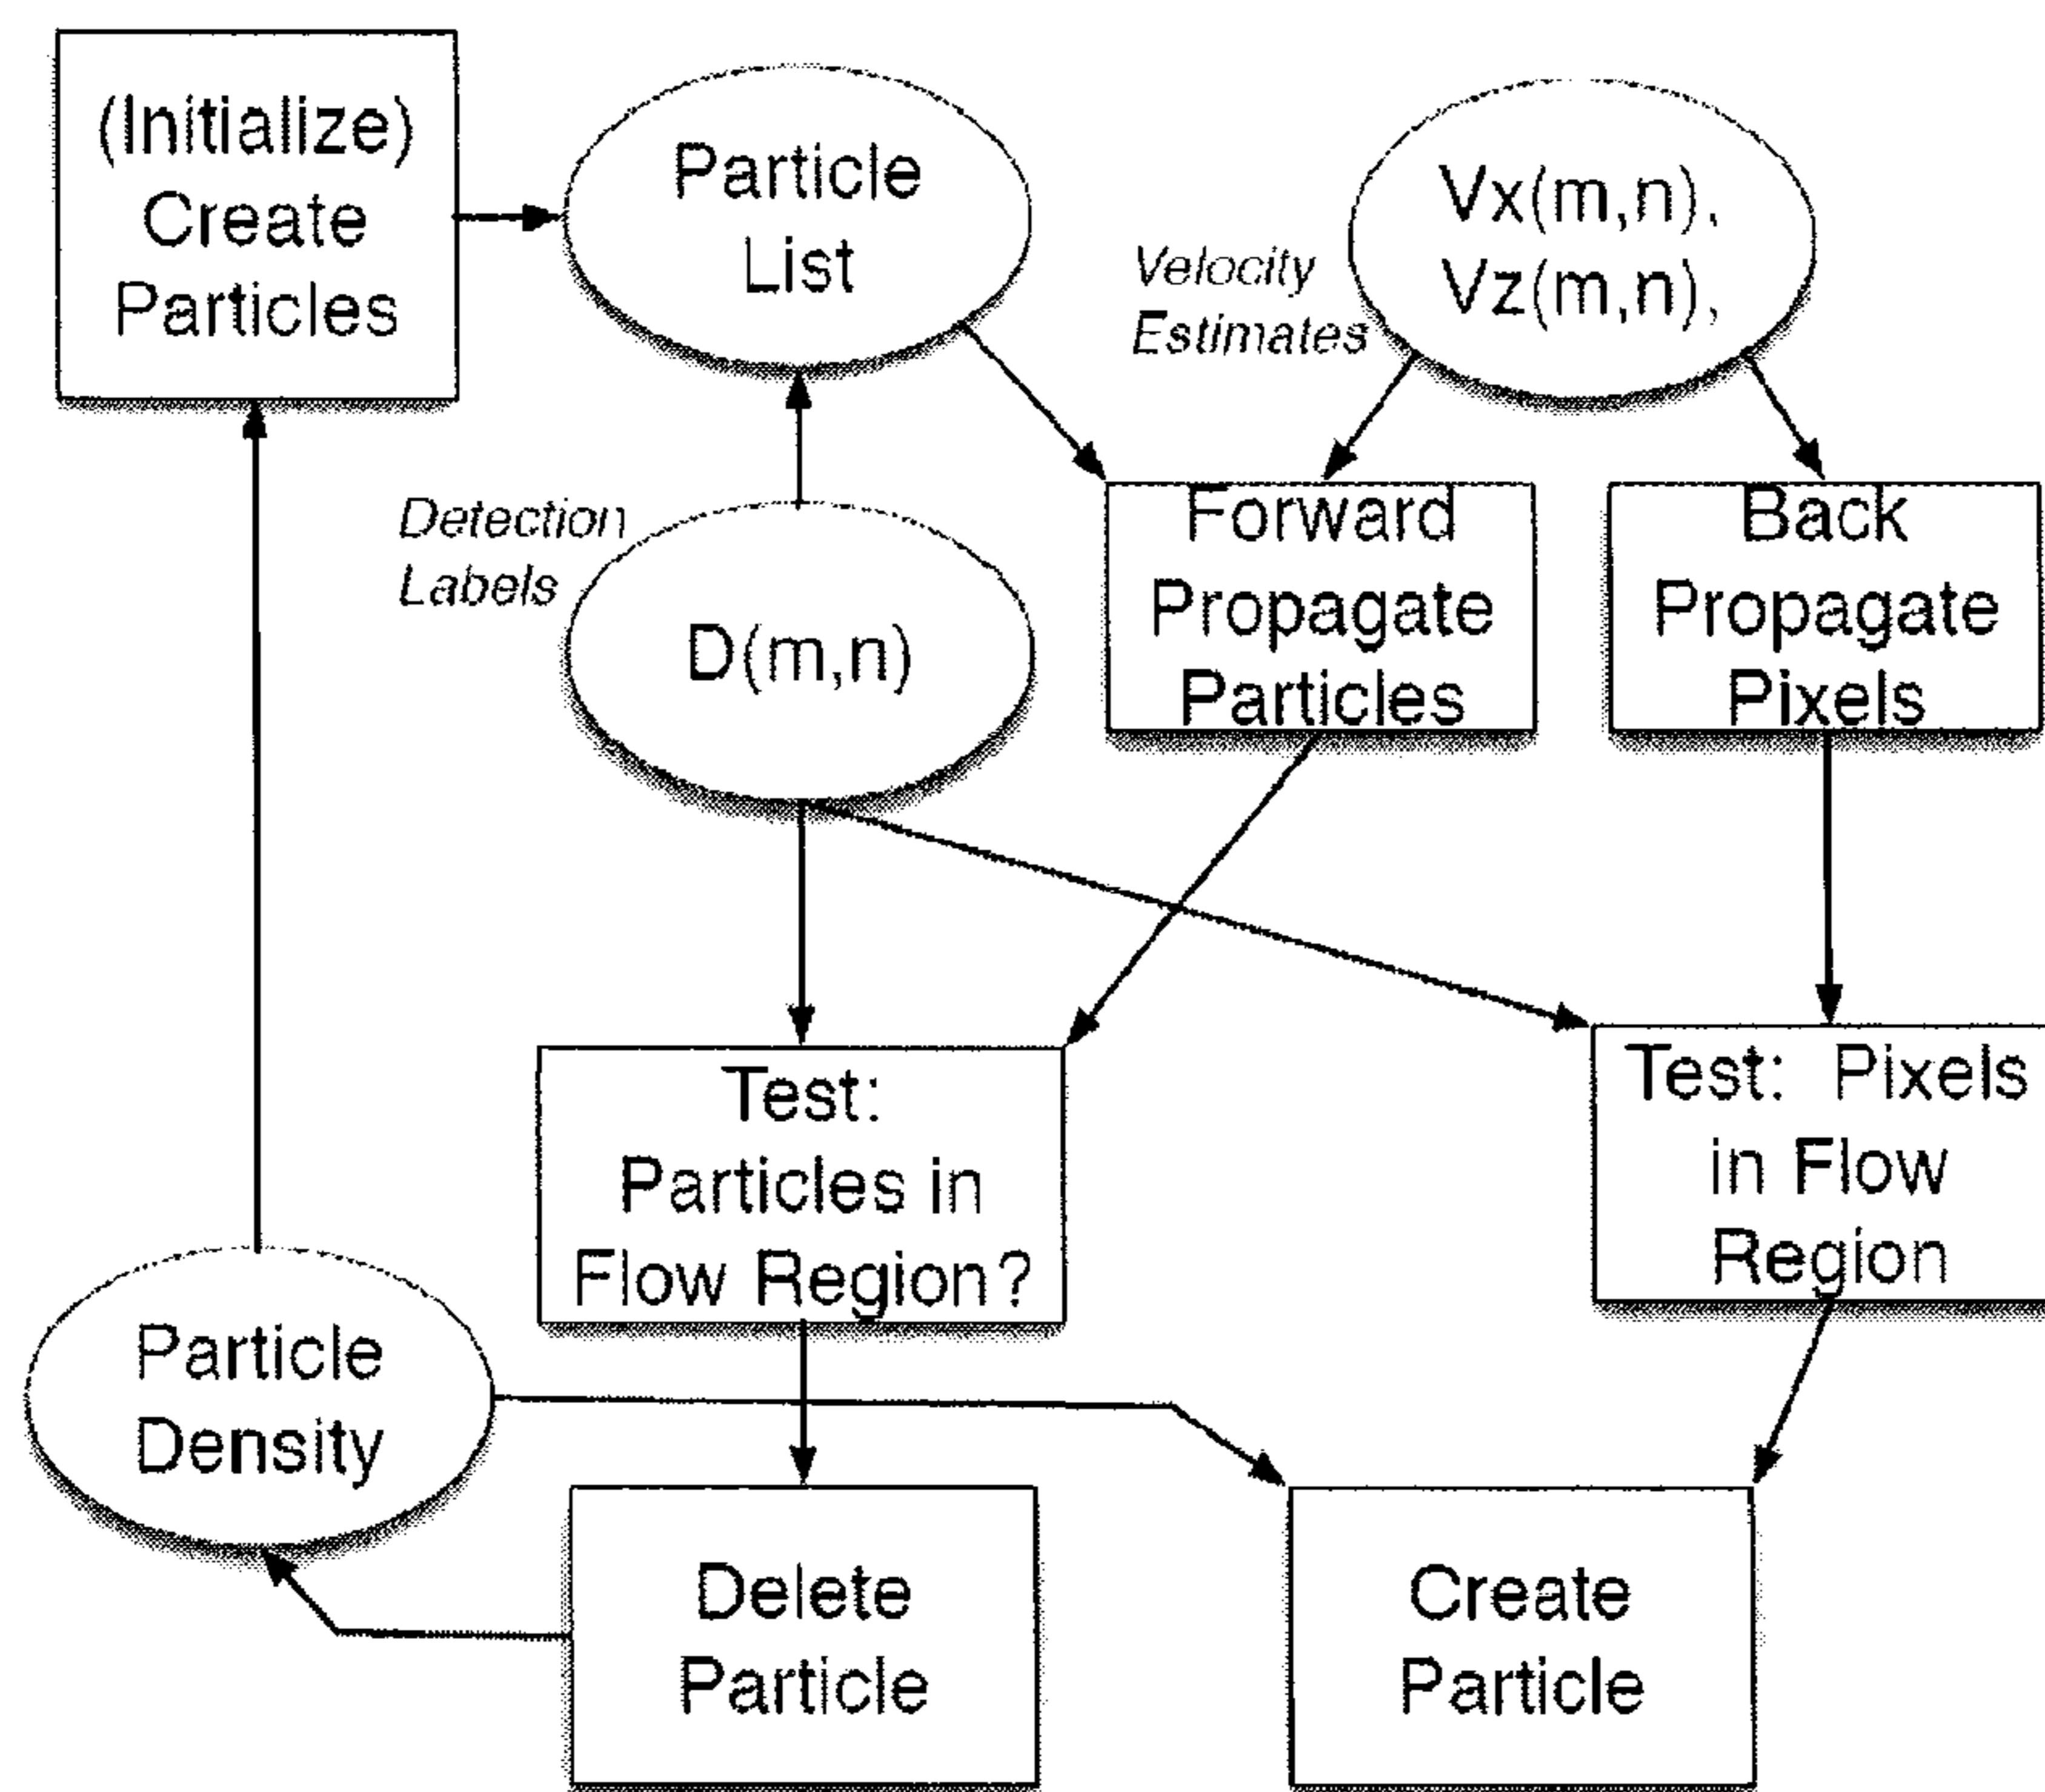 (Initialize)
Create
Particles
Particle
List
Velocity
Estimates
Vx(m,n),
Vz(m,n),
Detection
Labels
D(m,n)
Forward
Propagate
Particles
Back
Propagate
Pixels
Test:
Particles in
Flow Region?
Test: Pixels
in Flow
Region
Particle
Density
Delete
Particle
Create
Particle